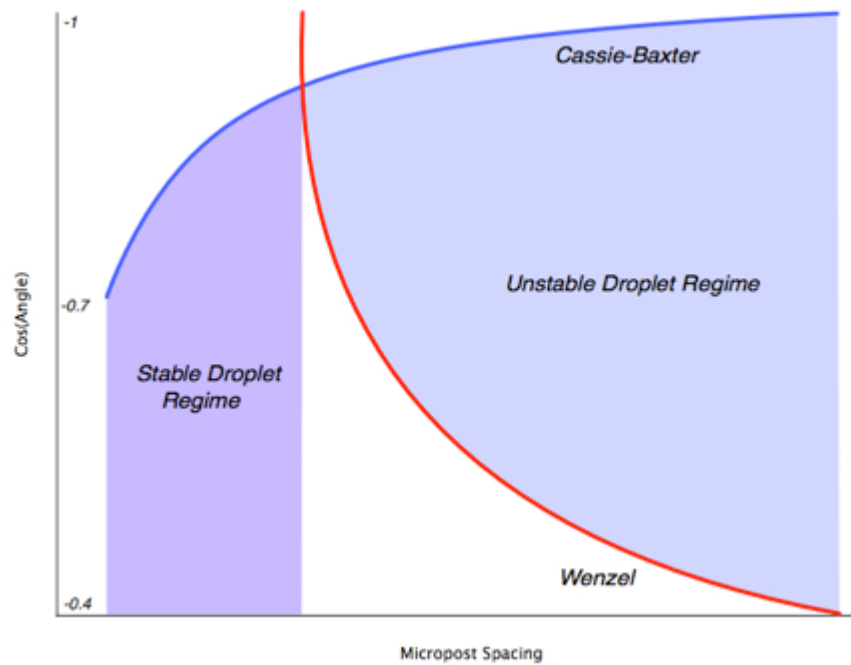 -1
Cassie-Baxter
Unstable Droplet Regime
-0.7
Cos(Angle)
Stable Droplet
Regime
Wenzel
-0.4
Micropost Spacing